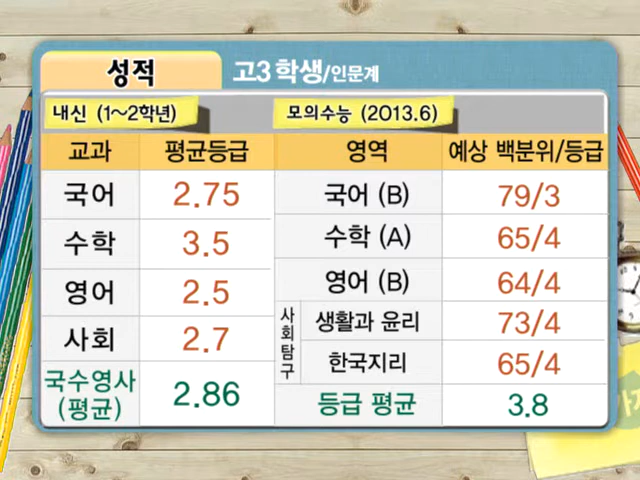 성적
고3 학생/인문계
내신 (1~2학년)
모의수능 (2013.6)
교과 평균등급
국어 2.75
수학 3.5
영어 2.5
사회 2.7
국수영사
(평균) 2.86
영역 예상 백분위/등급
국어 (B) 79/3
수학 (A) 65/4
영어 (B) 64/4
사회탐구
생활과 윤리 73/4
한국지리 65/4
등급 평균 3.8